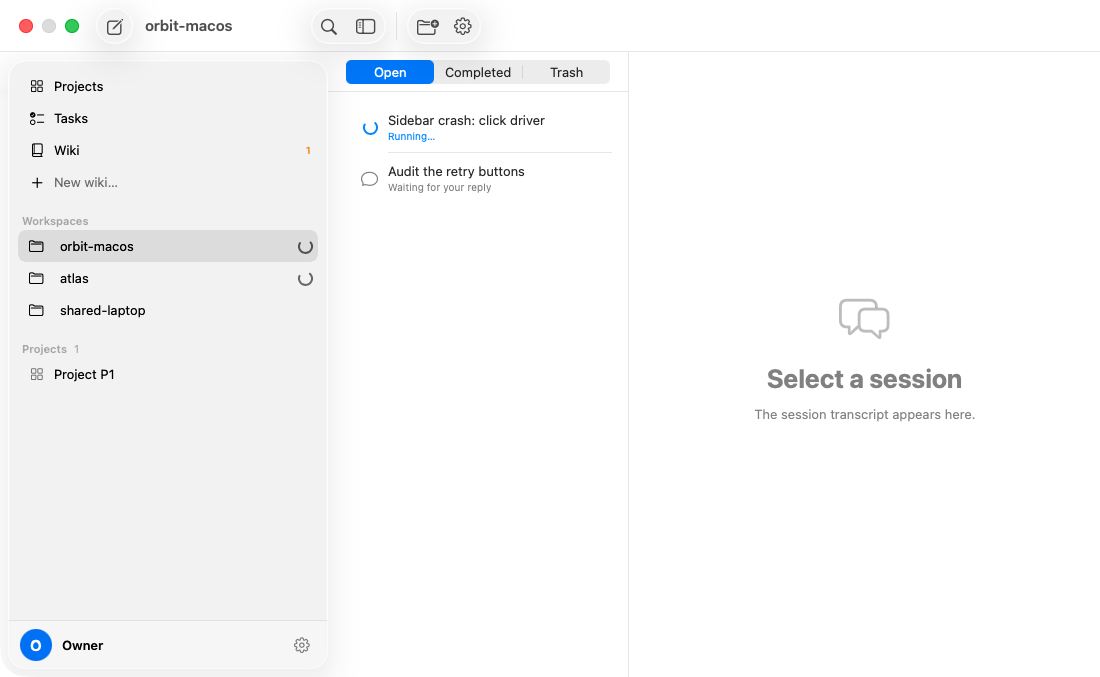 orbit-macos
Projects
Tasks
Wiki 1
New wiki...
Workspaces
orbit-macos
atlas
shared-laptop
Projects 1
Project P1
O Owner
Open Completed Trash
Sidebar crash: click driver
Running...
Audit the retry buttons
Waiting for your reply
Select a session
The session transcript appears here.